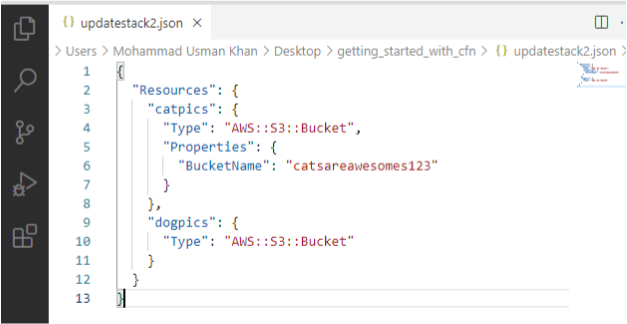 {} updatestack2.json ×
> Users > Mohammad Usman Khan > Desktop > getting_started_with_cfn > {} updatestack2.json >
1 {
2 "Resources": {
3 "catpics": {
4 "Type": "AWS::S3::Bucket",
5 "Properties": {
6 "BucketName": "catsareawesomes123"
7 }
8 },
9 "dogpics": {
10 "Type": "AWS::S3::Bucket"
11 }
12 }
13 }